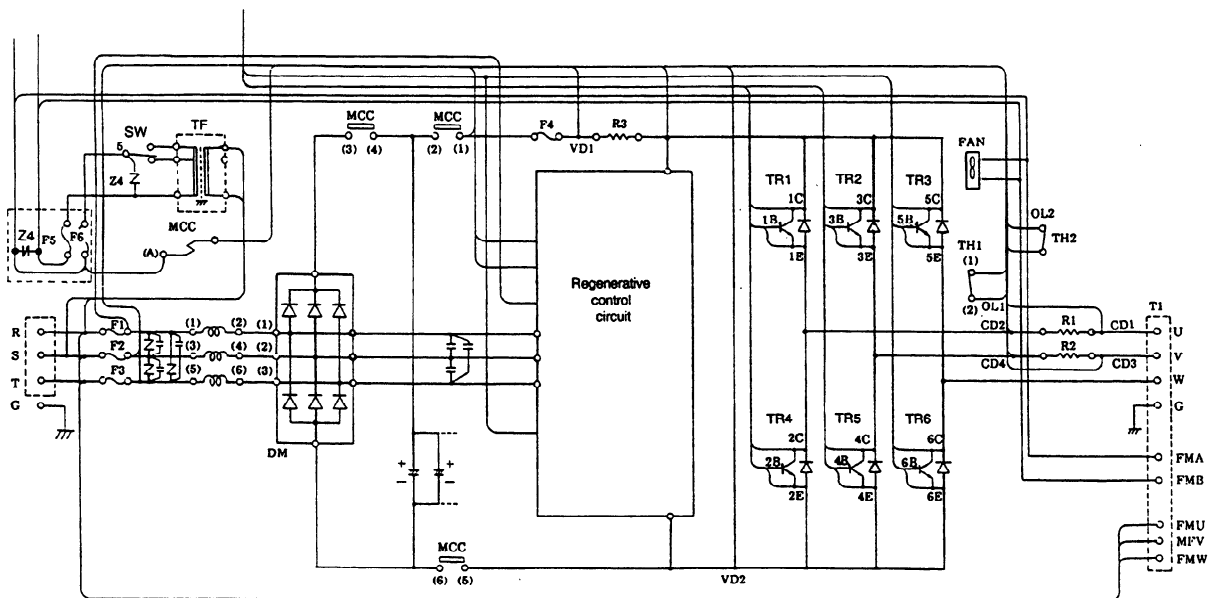 SW
TF
5
Z4
MCC
(A)
Z4
F5
F6
MCC
(3) (4)
MCC
(2) (1)
F4
VD1
R3
TR1
1C
1B
1E
TR2
3C
3B
3E
TR3
5C
5B
5E
FAN
OL2
TH2
TH1
(1)
(2)
OL1
Regenerative
control
circuit
R
S
T
G
F1
F2
F3
(1) (2) (1)
(3) (4) (2)
(5) (6) (3)
DM
+
−
+
−
CD2
R1
CD1
R2
CD4
CD3
T1
U
V
W
G
TR4
2C
2B
2E
TR5
4C
4B
4E
TR6
6C
6B
6E
FMA
FMB
FMU
MFV
FMW
MCC
(6) (5)
VD2